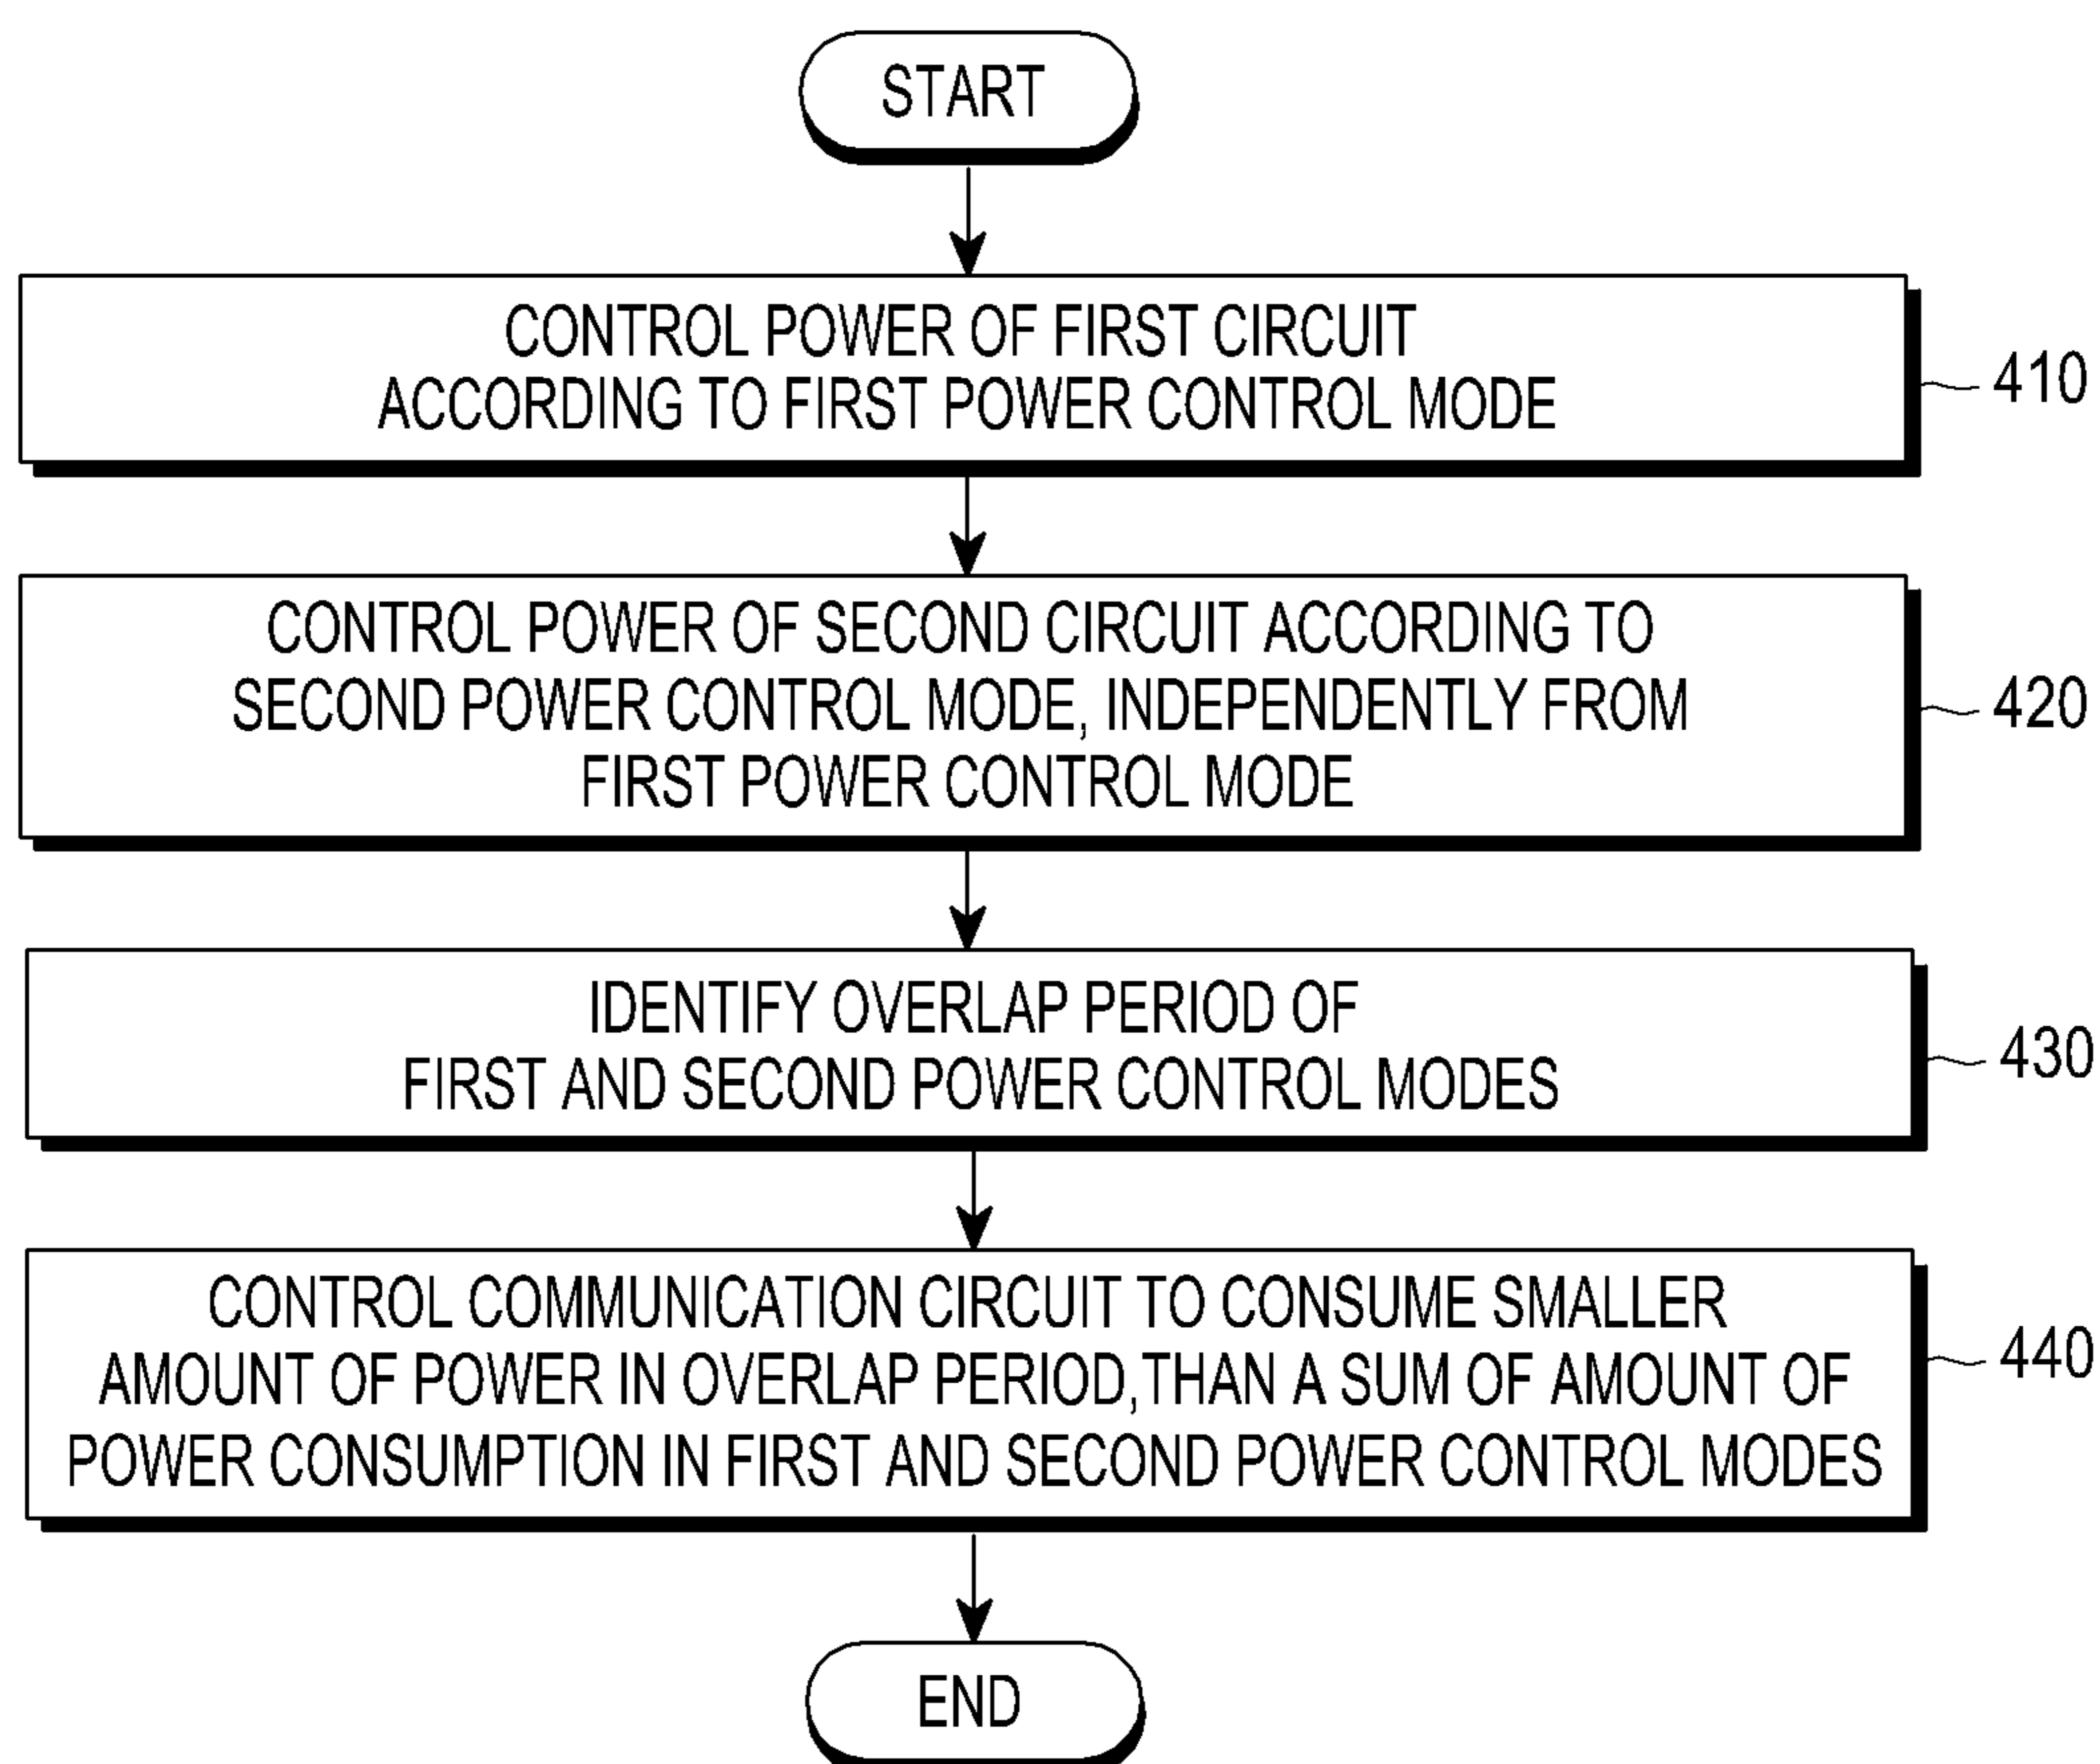 START
CONTROL POWER OF FIRST CIRCUIT
ACCORDING TO FIRST POWER CONTROL MODE
410
CONTROL POWER OF SECOND CIRCUIT ACCORDING TO
SECOND POWER CONTROL MODE, INDEPENDENTLY FROM
FIRST POWER CONTROL MODE
420
IDENTIFY OVERLAP PERIOD OF
FIRST AND SECOND POWER CONTROL MODES
430
CONTROL COMMUNICATION CIRCUIT TO CONSUME SMALLER
AMOUNT OF POWER IN OVERLAP PERIOD, THAN A SUM OF AMOUNT OF
POWER CONSUMPTION IN FIRST AND SECOND POWER CONTROL MODES
440
END